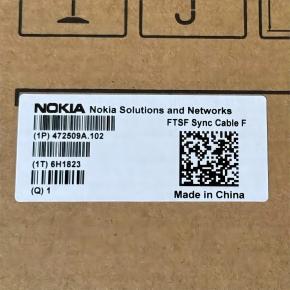 NOKIA Nokia Solutions and Networks
FTSF Sync Cable F
(1P) 472509A.102
(1T) 6H1823
(Q) 1
Made in China